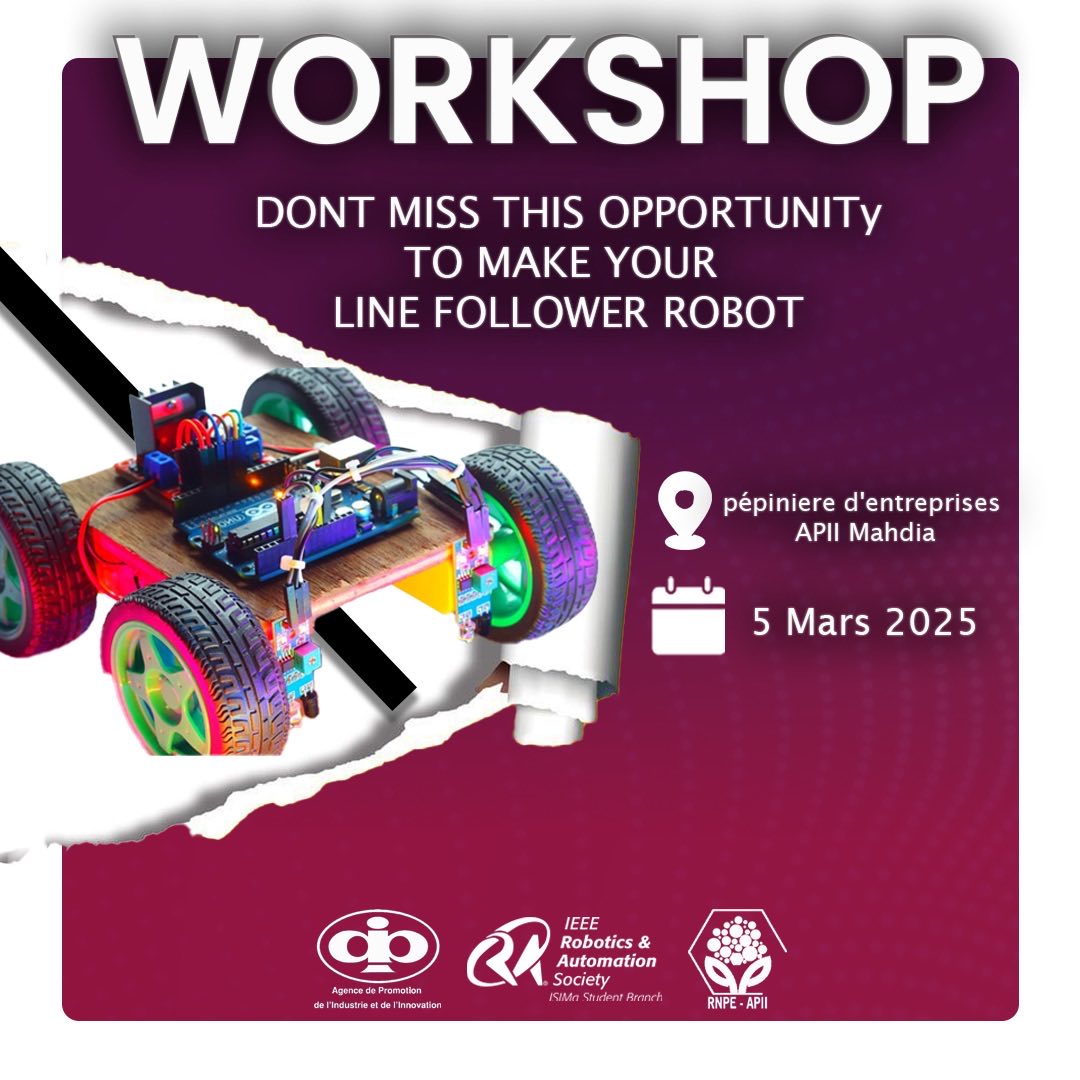 WORKSHOP
DONT MISS THIS OPPORTUNITy
TO MAKE YOUR
LINE FOLLOWER ROBOT
pépiniere d'entreprises
APII Mahdia
5 Mars 2025
Agence de Promotion
de l'Industrie et de l'Innovation
IEEE
Robotics &
Automation
Society
ISIMa Student Branch
RNPE - APII